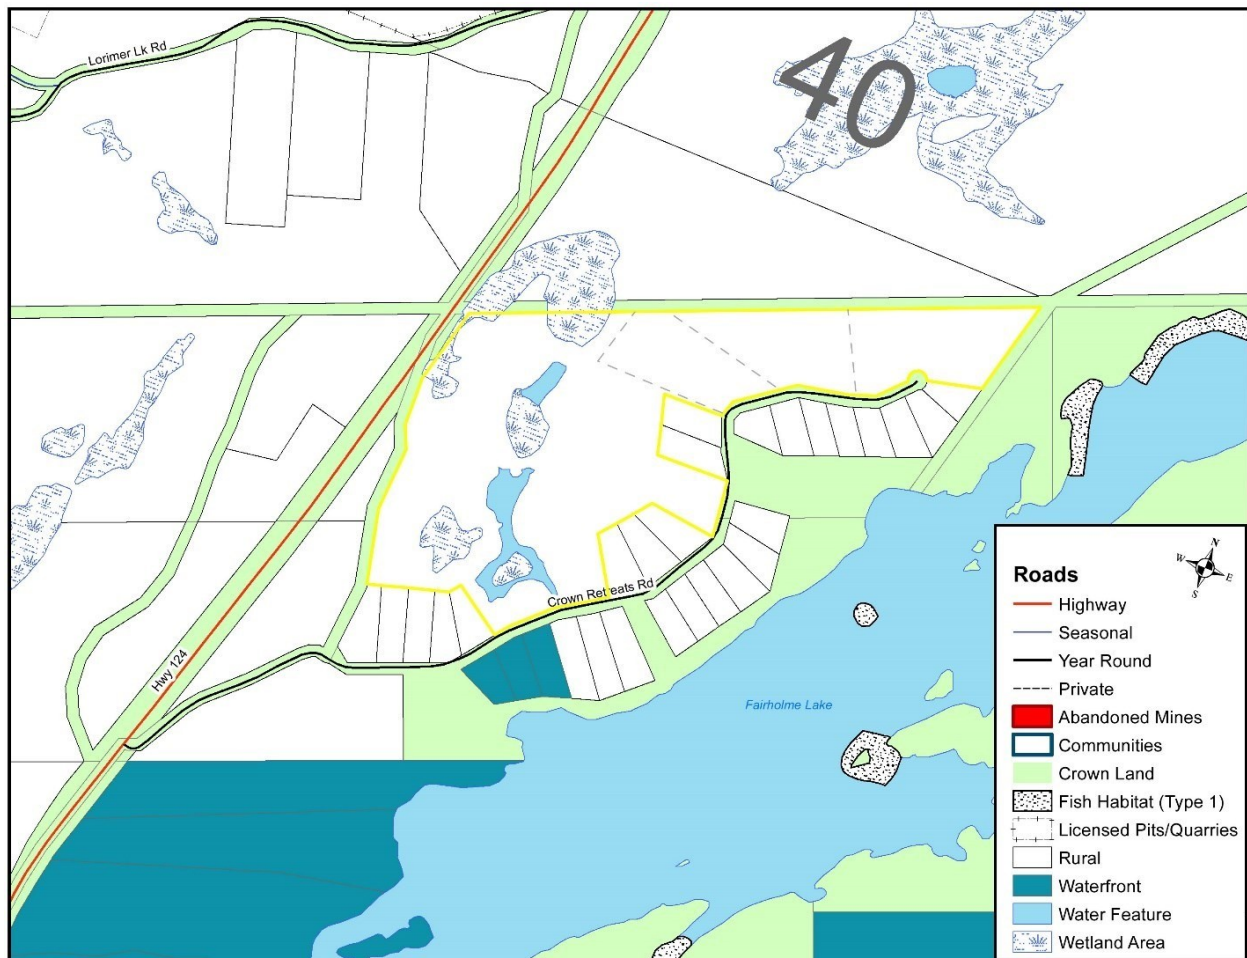 Lorimer Lk Rd
40
Crown Retreats Rd
Hwy 124
Fairholme Lake
N
W
E
S
Roads
Highway
Seasonal
Year Round
Private
Abandoned Mines
Communities
Crown Land
Fish Habitat (Type 1)
Licensed Pits/Quarries
Rural
Waterfront
Water Feature
Wetland Area